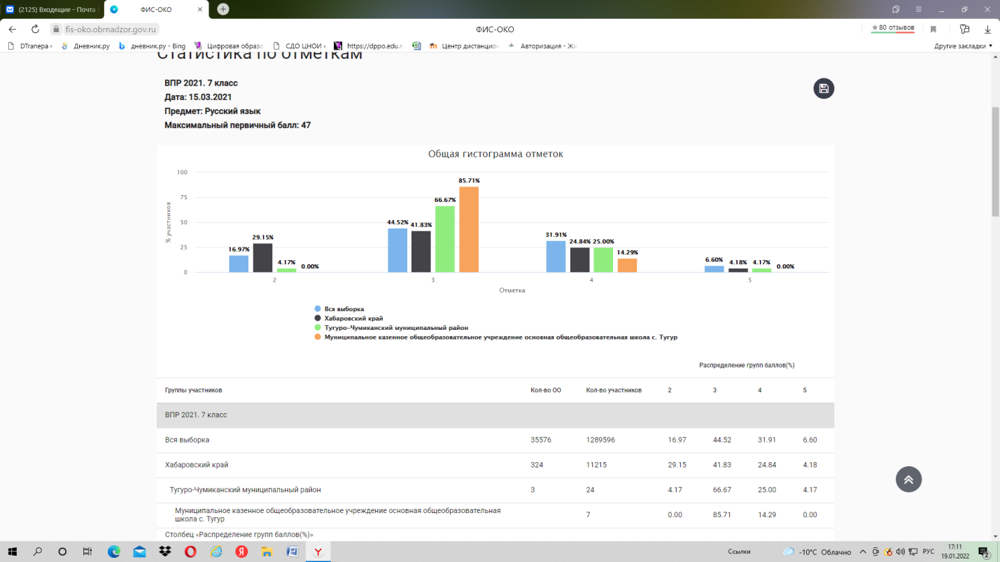 (2125) Входящие - Почта
ФИС-ОКО
fis-oko.obrnadzor.gov.ru
ФИС-ОКО
★80 отзывов
DTranepa
Дневник.ру
дневник.ру - Bing
Цифровая образо
СДО ЦНОИ
https://dppo.edu.ru
Центр дистанцион
Авторизация - Жи
Другие закладки
Статистика по отметкам
ВПР 2021. 7 класс
Дата: 15.03.2021
Предмет: Русский язык
Максимальный первичный балл: 47
Общая гистограмма отметок
% участников
100
75
50
25
0
16.97% 29.15% 4.17% 0.00%
44.52% 41.83% 66.67% 85.71%
31.91% 24.84% 25.00% 14.29%
6.60% 4.18% 4.17% 0.00%
2 3 4 5
Отметка
Вся выборка
Хабаровский край
Тугуро-Чумиканский муниципальный район
Муниципальное казенное общеобразовательное учреждение основная общеобразовательная школа с. Тугур
Распределение групп баллов(%)
Группы участников Кол-во ОО Кол-во участников 2 3 4 5
ВПР 2021. 7 класс
Вся выборка 35576 1289596 16.97 44.52 31.91 6.60
Хабаровский край 324 11215 29.15 41.83 24.84 4.18
Тугуро-Чумиканский муниципальный район 3 24 4.17 66.67 25.00 4.17
Муниципальное казенное общеобразовательное учреждение основная общеобразовательная
школа с. Тугур 7 0.00 85.71 14.29 0.00
Столбец «Распределение групп баллов(%)»
Ссылки
-10°C Облачно
РУС
17:11
19.01.2022
2